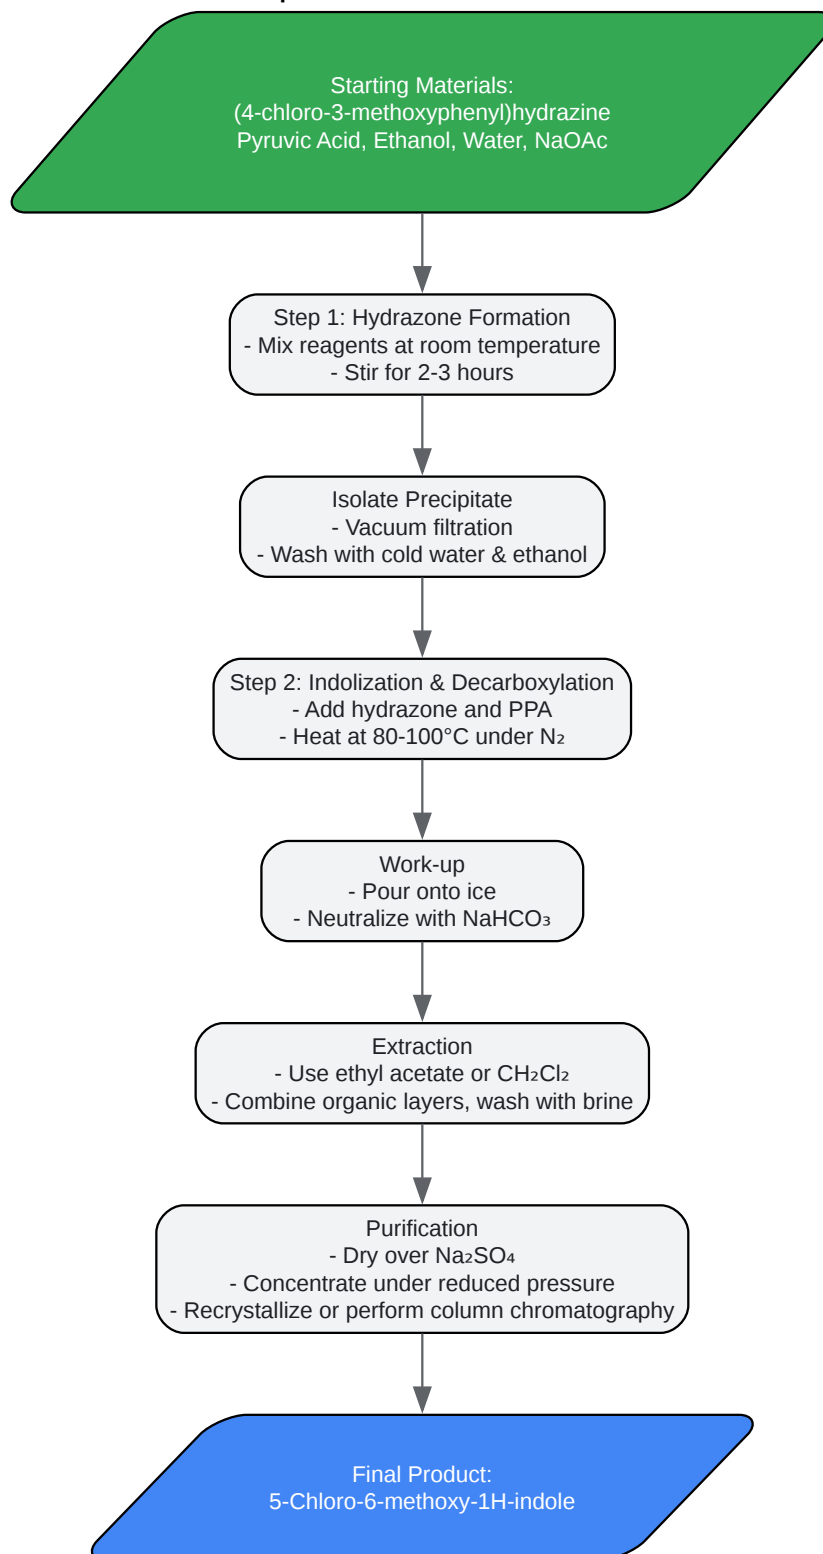 Starting Materials:
(4-chloro-3-methoxyphenyl)hydrazine
Pyruvic Acid, Ethanol, Water, NaOAc
Step 1: Hydrazone Formation
- Mix reagents at room temperature
- Stir for 2-3 hours
Isolate Precipitate
- Vacuum filtration
- Wash with cold water & ethanol
Step 2: Indolization & Decarboxylation
- Add hydrazone and PPA
- Heat at 80-100°C under N₂
Work-up
- Pour onto ice
- Neutralize with NaHCO₃
Extraction
- Use ethyl acetate or CH₂Cl₂
- Combine organic layers, wash with brine
Purification
- Dry over Na₂SO₄
- Concentrate under reduced pressure
- Recrystallize or perform column chromatography
Final Product:
5-Chloro-6-methoxy-1H-indole